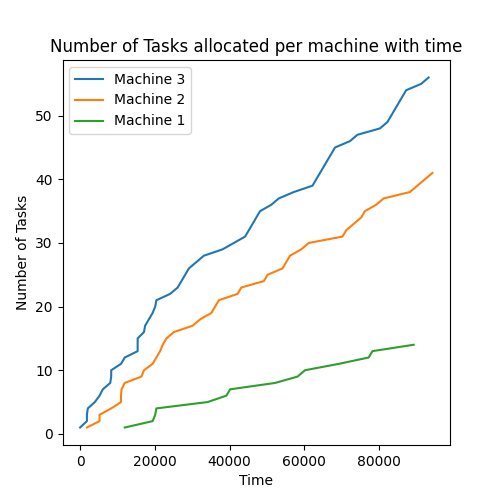 Number of Tasks allocated per machine with time
Machine 3
Machine 2
Machine 1
50
40
30
20
10
0
Number of Tasks
0 20000 40000 60000 80000
Time